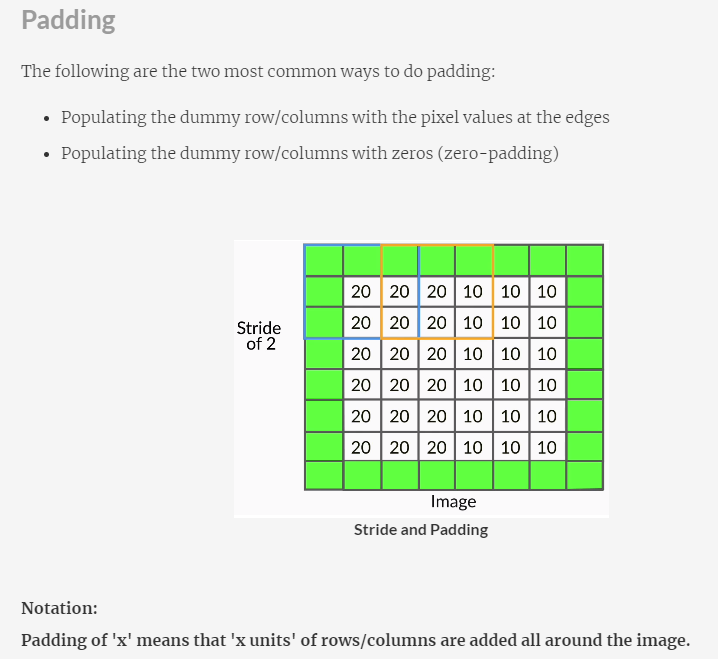 Padding
The following are the two most common ways to do padding:
• Populating the dummy row/columns with the pixel values at the edges
• Populating the dummy row/columns with zeros (zero-padding)
20 20 20 10 10 10
Stride
of 2
20 20 20 10 10 10
20 20 20 10 10 10
20 20 20 10 10 10
20 20 20 10 10 10
20 20 20 10 10 10
Image
Stride and Padding
Notation:
Padding of 'x' means that 'x units' of rows/columns are added all around the image.